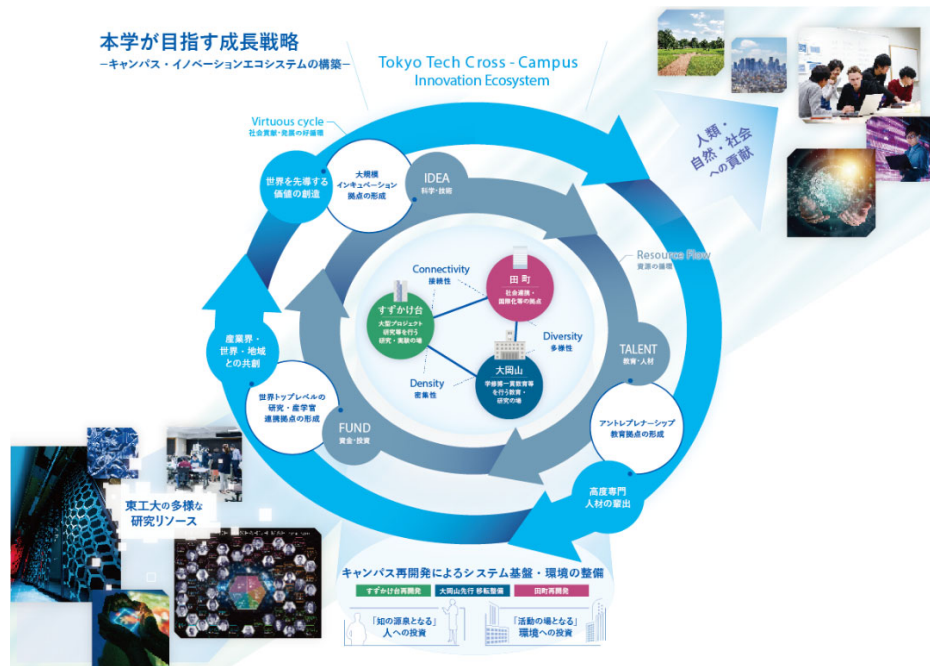 本学が目指す成長戦略
−キャンパス・イノベーションエコシステムの構築−
Tokyo Tech Cross - Campus
Innovation Ecosystem
Virtuous cycle
社会貢献・発展の好循環
世界を先導する
価値の創造
大規模
インキュベーション
拠点の形成
IDEA
科学・技術
人類・
自然・社会
への貢献
Resource Flow
資源の循環
Connectivity
接続性
田町
社会連携・
国際化等の拠点
すずかけ台
大型プロジェクト
研究等を行う
研究・実験の場
Diversity
多様性
大岡山
学修種一貫教育等
を行う教育・
研究の場
Density
密集性
産業界・
世界・地域
との共創
世界トップレベルの
研究・産学官
連携拠点の形成
FUND
資金・投資
TALENT
教育・人材
アントレプレナーシップ
教育拠点の形成
高度専門
人材の輩出
東工大の多様な
研究リソース
キャンパス再開発によるシステム基盤・環境の整備
すずかけ台再開発
大岡山先行 移転整備
田町再開発
「知の源泉となる」
人への投資
「活動の場となる」
環境への投資